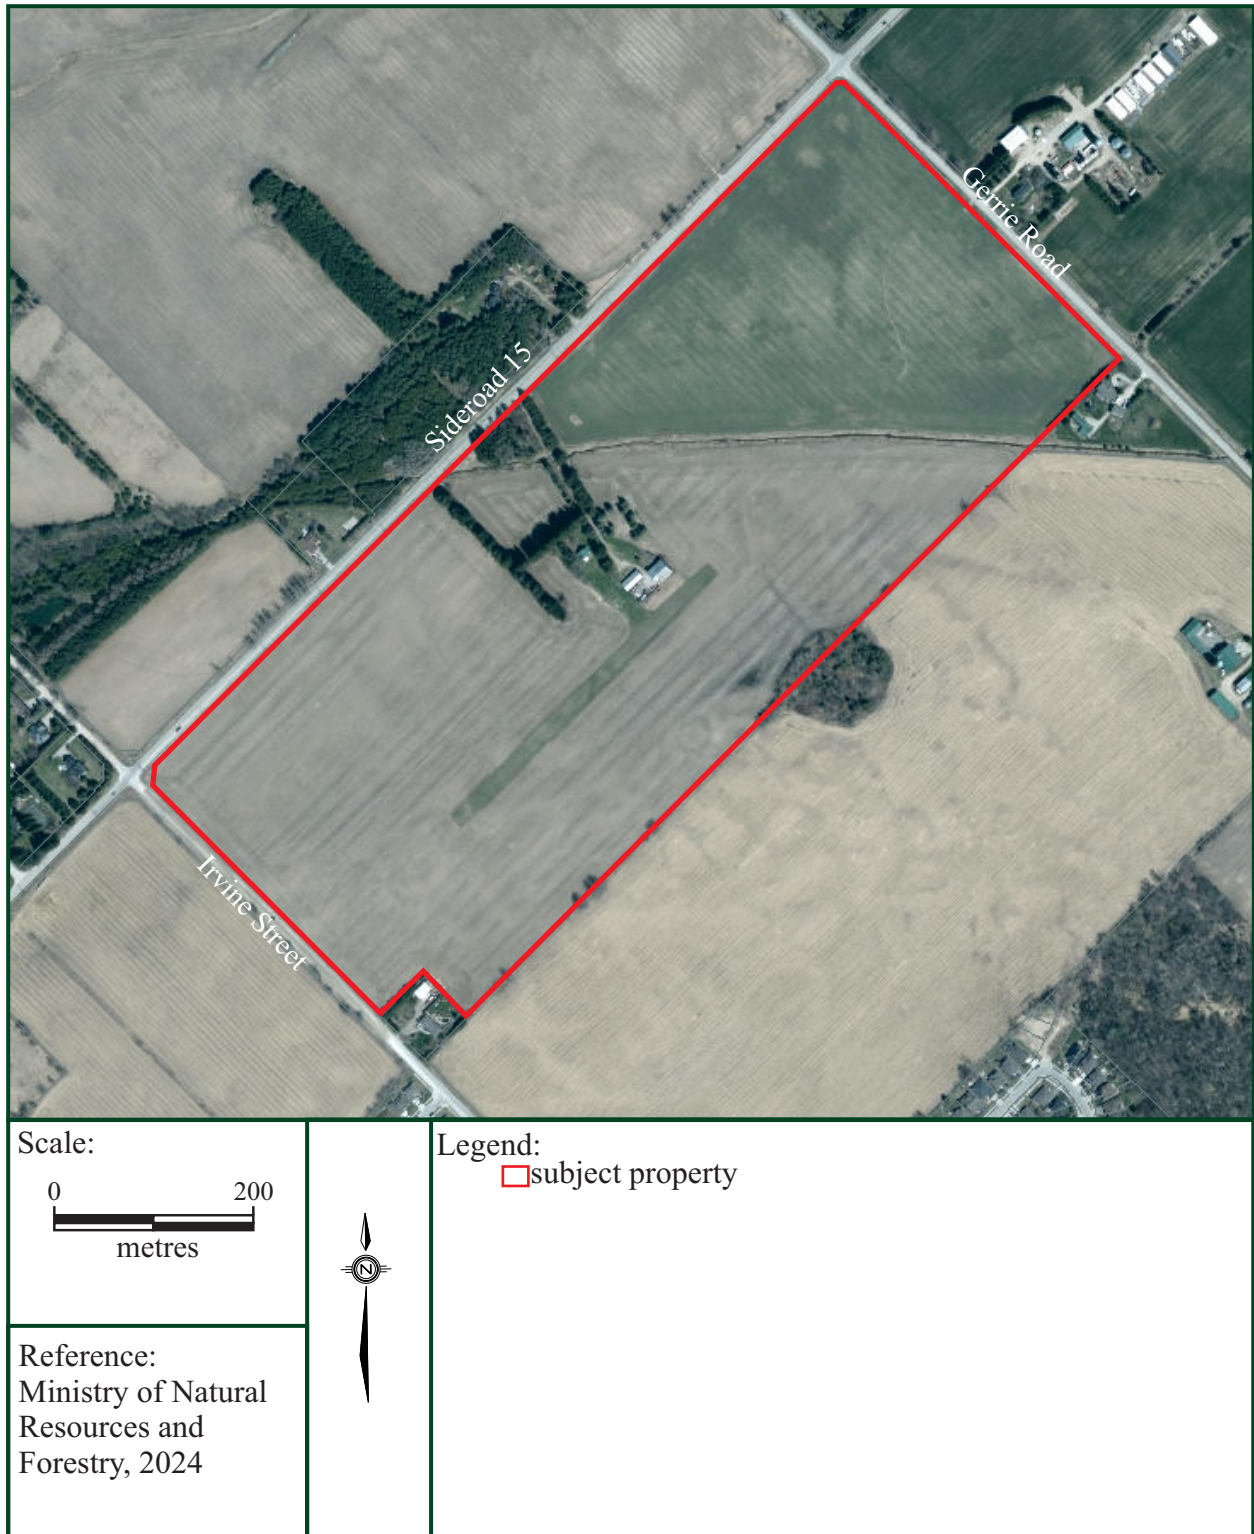 Gerrie Road
Sideroad 15
Irvine Street
Scale:
0 200
metres
Reference:
Ministry of Natural
Resources and
Forestry, 2024
N
Legend:
subject property